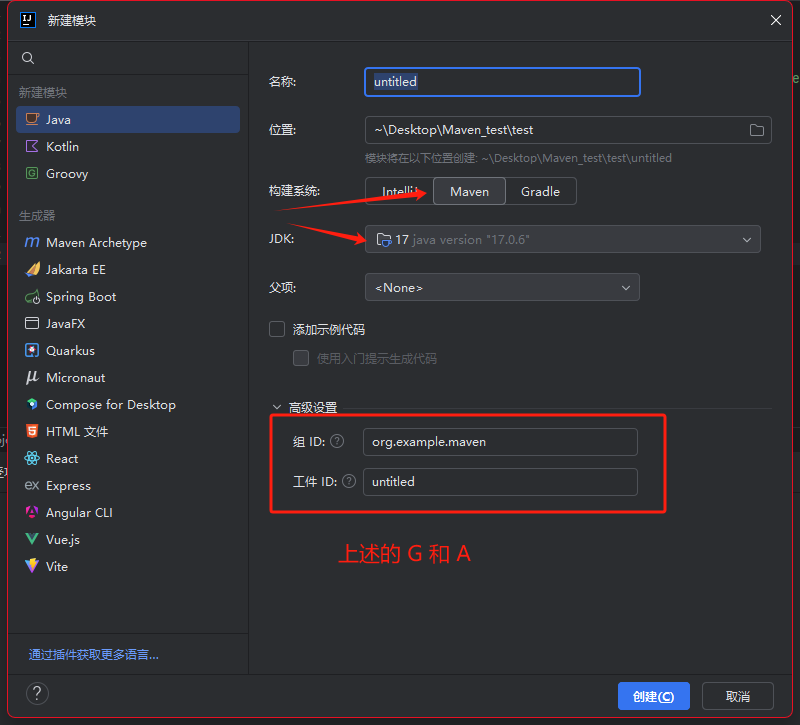 新建模块
新建模块
Java
Kotlin
Groovy
生成器
Maven Archetype
Jakarta EE
Spring Boot
JavaFX
Quarkus
Micronaut
Compose for Desktop
HTML 文件
React
Express
Angular CLI
Vue.js
Vite
通过插件获取更多语言...
名称:
untitled
位置:
~\Desktop\Maven_test\test
模块将在以下位置创建: ~\Desktop\Maven_test\test\untitled
构建系统:
IntelliJ
Maven
Gradle
JDK:
17 java version "17.0.6"
父项:
<None>
添加示例代码
使用入门提示生成代码
高级设置
组 ID: ?
org.example.maven
工件 ID: ?
untitled
上述的 G 和 A
?
创建(C)
取消